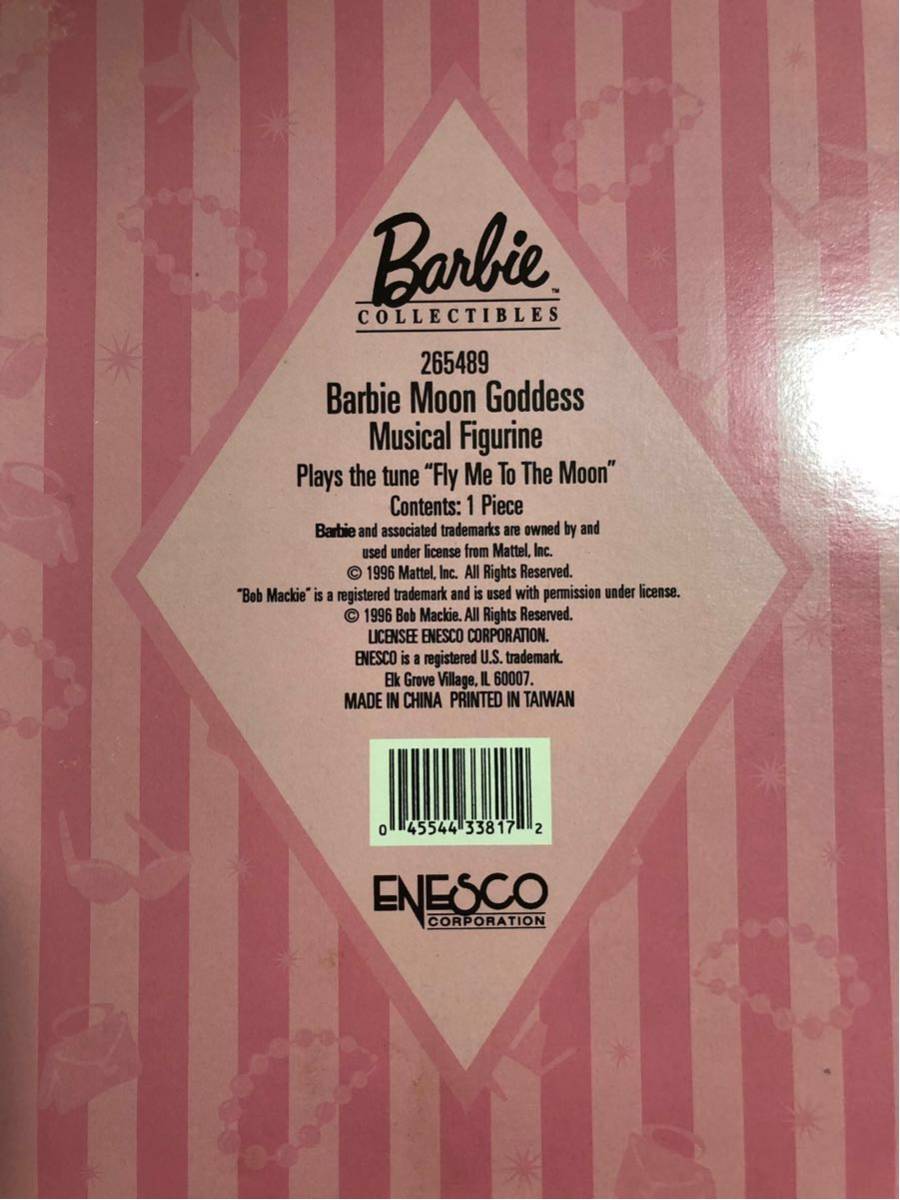 Barbie™
COLLECTIBLES
265489
Barbie Moon Goddess
Musical Figurine
Plays the tune “Fly Me To The Moon”
Contents: 1 Piece
Barbie and associated trademarks are owned by and
used under license from Mattel, Inc.
© 1996 Mattel, Inc. All Rights Reserved.
"Bob Mackie" is a registered trademark and is used with permission under license.
© 1996 Bob Mackie. All Rights Reserved.
LICENSEE ENESCO CORPORATION.
ENESCO is a registered U.S. trademark.
Elk Grove Village, IL 60007.
MADE IN CHINA PRINTED IN TAIWAN
0 45544 33817 2
ENESCO
CORPORATION